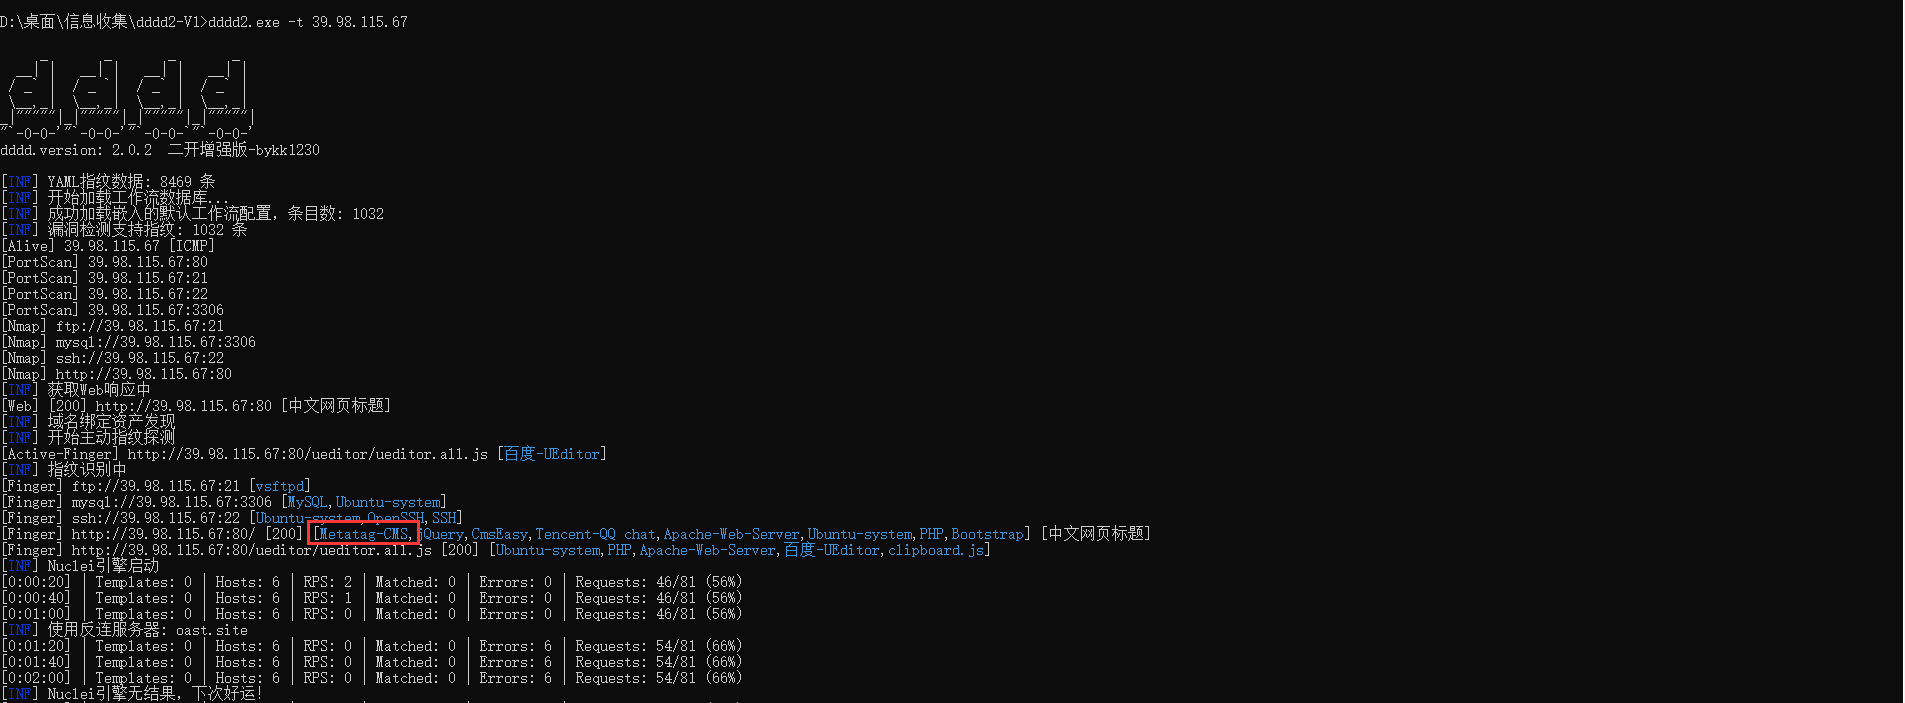 D:\桌面\信息收集\dddd2-V1>dddd2.exe -t 39.98.115.67
dddd.version: 2.0.2 二开增强版-bykk1230
[INF] YAML指纹数据: 8469 条
[INF] 开始加载工作流数据库...
[INF] 成功加载嵌入的默认工作流配置, 条目数: 1032
[INF] 漏洞检测支持指纹: 1032 条
[Alive] 39.98.115.67 [ICMP]
[PortScan] 39.98.115.67:80
[PortScan] 39.98.115.67:21
[PortScan] 39.98.115.67:22
[PortScan] 39.98.115.67:3306
[Nmap] ftp://39.98.115.67:21
[Nmap] mysql://39.98.115.67:3306
[Nmap] ssh://39.98.115.67:22
[Nmap] http://39.98.115.67:80
[INF] 获取Web响应中
[Web] [200] http://39.98.115.67:80 [中文网页标题]
[INF] 域名绑定资产发现
[INF] 开始主动指纹探测
[Active-Finger] http://39.98.115.67:80/ueditor/ueditor.all.js [百度-UEditor]
[INF] 指纹识别中
[Finger] ftp://39.98.115.67:21 [vsftpd]
[Finger] mysql://39.98.115.67:3306 [MySQL,Ubuntu-system]
[Finger] ssh://39.98.115.67:22 [Ubuntu-system,OpenSSH,SSH]
[Finger] http://39.98.115.67:80/ [200] [Metatag-CMS,jQuery,CmsEasy,Tencent-QQ chat,Apache-Web-Server,Ubuntu-system,PHP,Bootstrap] [中文网页标题]
[Finger] http://39.98.115.67:80/ueditor/ueditor.all.js [200] [Ubuntu-system,PHP,Apache-Web-Server,百度-UEditor,clipboard.js]
[INF] Nuclei引擎启动
[0:00:20] | Templates: 0 | Hosts: 6 | RPS: 2 | Matched: 0 | Errors: 0 | Requests: 46/81 (56%)
[0:00:40] | Templates: 0 | Hosts: 6 | RPS: 1 | Matched: 0 | Errors: 0 | Requests: 46/81 (56%)
[0:01:00] | Templates: 0 | Hosts: 6 | RPS: 0 | Matched: 0 | Errors: 0 | Requests: 46/81 (56%)
[INF] 使用反连服务器: oast.site
[0:01:20] | Templates: 0 | Hosts: 6 | RPS: 0 | Matched: 0 | Errors: 6 | Requests: 54/81 (66%)
[0:01:40] | Templates: 0 | Hosts: 6 | RPS: 0 | Matched: 0 | Errors: 6 | Requests: 54/81 (66%)
[0:02:00] | Templates: 0 | Hosts: 6 | RPS: 0 | Matched: 0 | Errors: 6 | Requests: 54/81 (66%)
[INF] Nuclei引擎无结果, 下次好运!